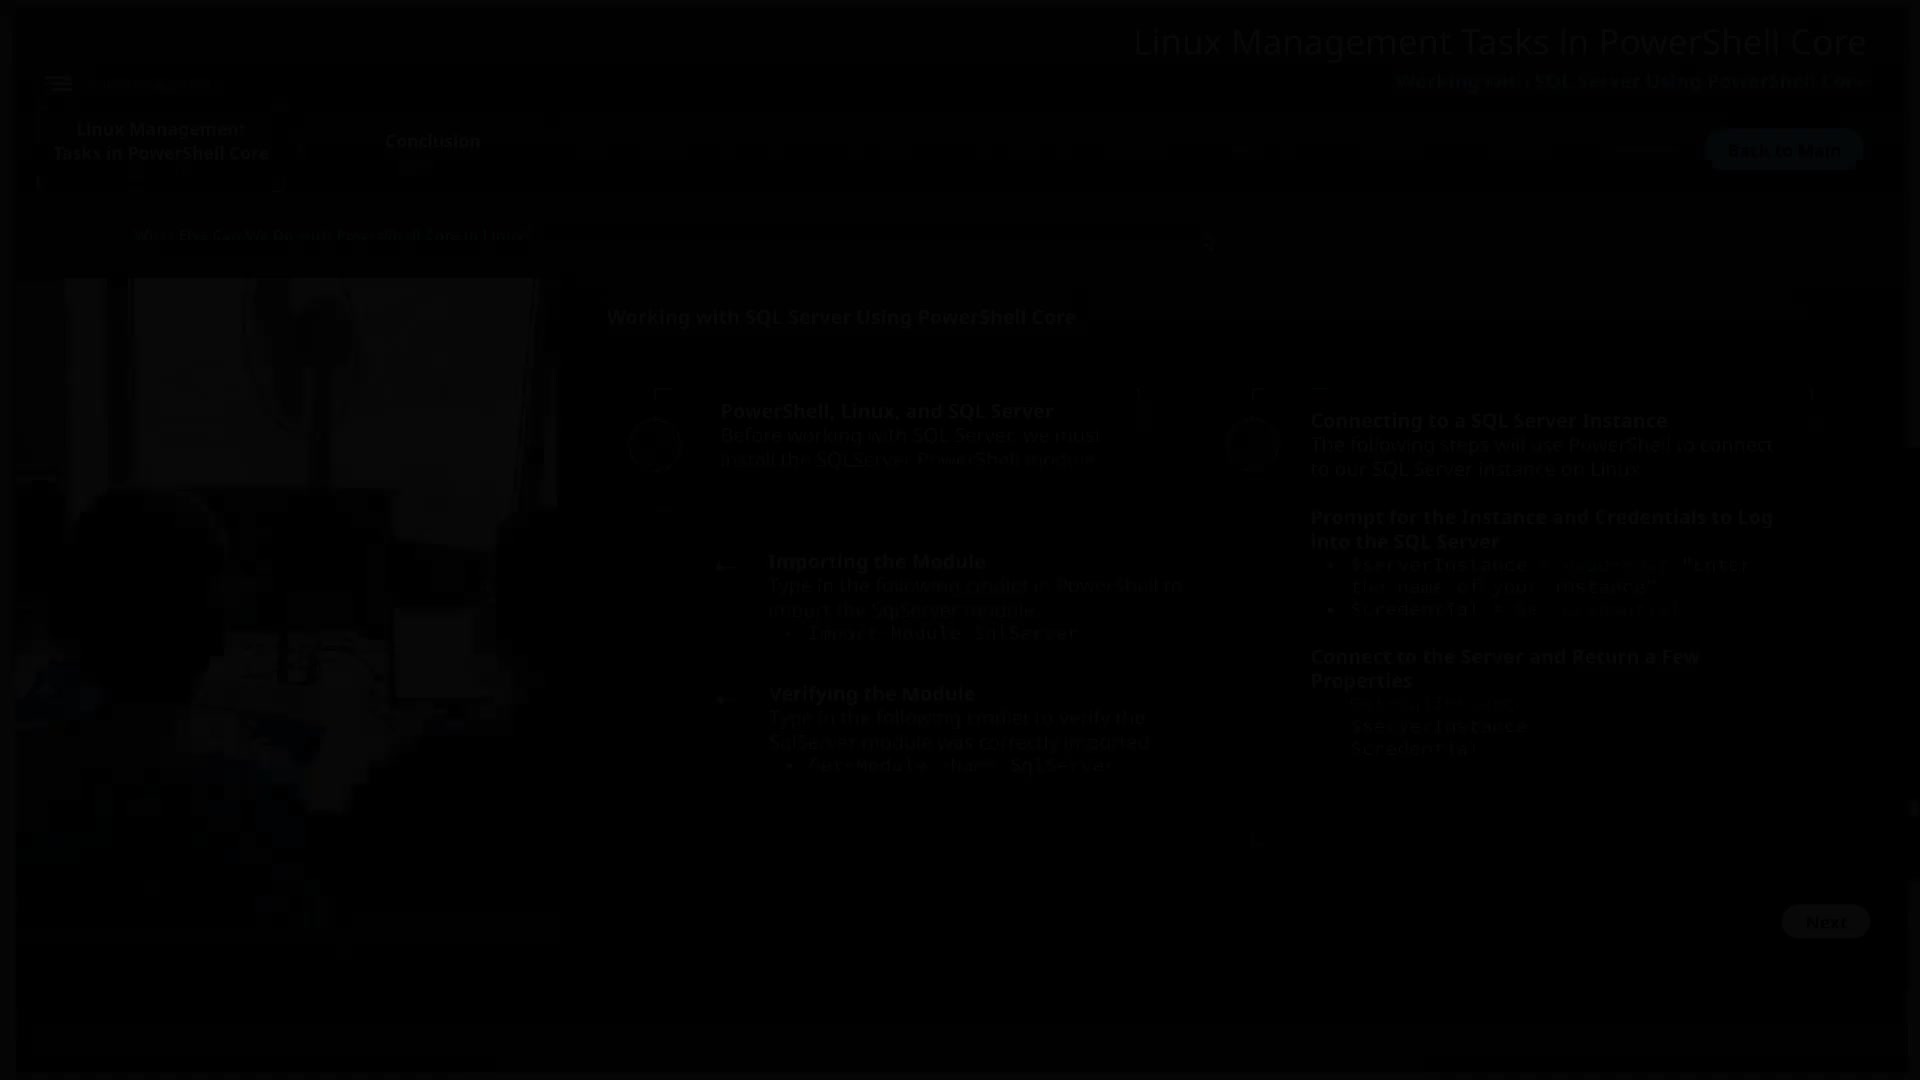 Linux Management Tasks in PowerShell Core
Working with SQL Server Using PowerShell Core
Linux Management
Tasks in PowerShell Core
Conclusion
Back to Main
What Else Can We Do with PowerShell Core in Linux?
Working with SQL Server Using PowerShell Core
PowerShell, Linux, and SQL Server
Before working with SQL Server, we must
install the SQLServer PowerShell module.
Importing the Module
Type in the following cmdlet in PowerShell to
import the SqlServer module.
• Import-Module SqlServer
Verifying the Module
Type in the following cmdlet to verify the
SqlServer module was correctly imported.
• Get-Module -Name SqlServer
Connecting to a SQL Server Instance
The following steps will use PowerShell to connect
to our SQL Server instance on Linux.
Prompt for the Instance and Credentials to Log
into the SQL Server
• $serverInstance = "Enter
the name of your instance"
• $credential =
Connect to the Server and Return a Few
Properties
$serverInstance
$credential
Next